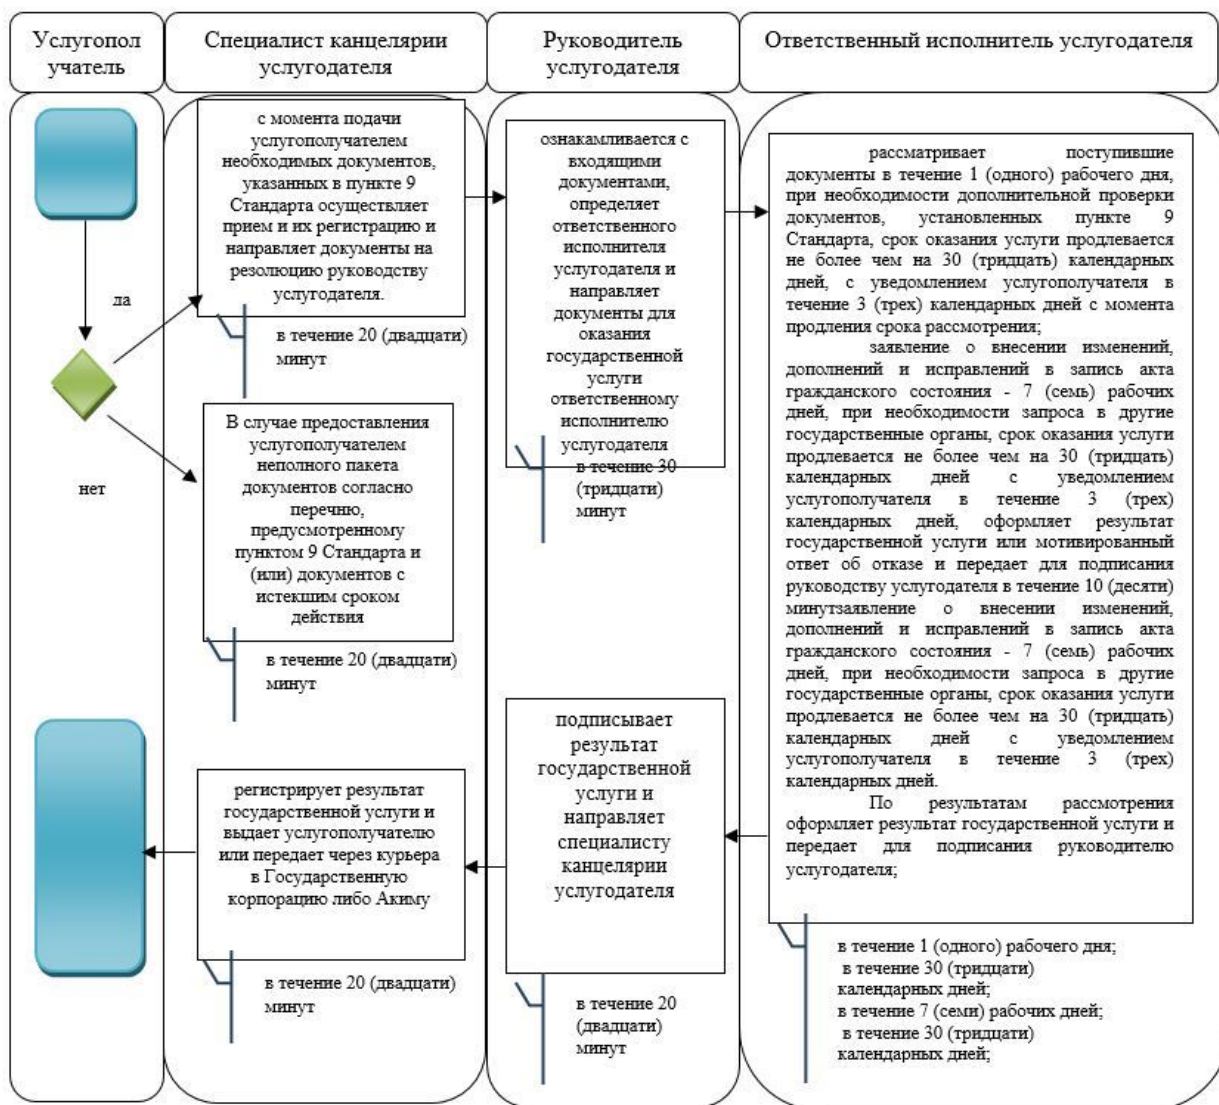 Услугопол
учатель
Специалист канцелярии
услугодателя
Руководитель
услугодателя
Ответственный исполнитель услугодателя
да
нет
с момента подачи
услугополучателем
необходимых документов,
указанных в пункте 9
Стандарта осуществляет
прием и их регистрацию и
направляет документы на
резолюцию руководству
услугодателя.
в течение 20 (двадцати)
минут
В случае предоставления
услугополучателем
неполного пакета
документов согласно
перечню,
предусмотренному
пунктом 9 Стандарта и
(или) документов с
истекшим сроком
действия
в течение 20 (двадцати)
минут
ознакамливается с
входящими
документами,
определяет
ответственного
исполнителя
услугодателя и
направляет
документы для
оказания
государственной
услуги
ответственному
исполнителю
услугодателя
в течение 30
(тридцати)
минут
рассматривает поступившие
документы в течение 1 (одного) рабочего дня,
при необходимости дополнительной проверки
документов, установленных пункте 9
Стандарта, срок оказания услуги продлевается
не более чем на 30 (тридцать) календарных
дней, с уведомлением услугополучателя в
течение 3 (трех) календарных дней с момента
продления срока рассмотрения;
заявление о внесении изменений,
дополнений и исправлений в запись акта
гражданского состояния - 7 (семь) рабочих
дней, при необходимости запроса в другие
государственные органы, срок оказания услуги
продлевается не более чем на 30 (тридцать)
календарных дней с уведомлением
услугополучателя в течение 3 (трех)
календарных дней, оформляет результат
государственной услуги или мотивированный
ответ об отказе и передает для подписания
руководству услугодателя в течение 10 (десяти)
минутзаявление о внесении изменений,
дополнений и исправлений в запись акта
гражданского состояния - 7 (семь) рабочих
дней, при необходимости запроса в другие
государственные органы, срок оказания услуги
продлевается не более чем на 30 (тридцать)
календарных дней с уведомлением
услугополучателя в течение 3 (трех)
календарных дней.
По результатам рассмотрения
оформляет результат государственной услуги и
передает для подписания руководителю
услугодателя;
в течение 1 (одного) рабочего дня;
в течение 30 (тридцати)
календарных дней;
в течение 7 (семи) рабочих дней;
в течение 30 (тридцати)
календарных дней;
подписывает
результат
государственной
услуги и
направляет
специалисту
канцелярии
услугодателя
в течение 20
(двадцати)
минут
регистрирует результат
государственной услуги и
выдает услугополучателю
или передает через курьера
в Государственную
корпорацию либо Акиму
в течение 20 (двадцати)
минут